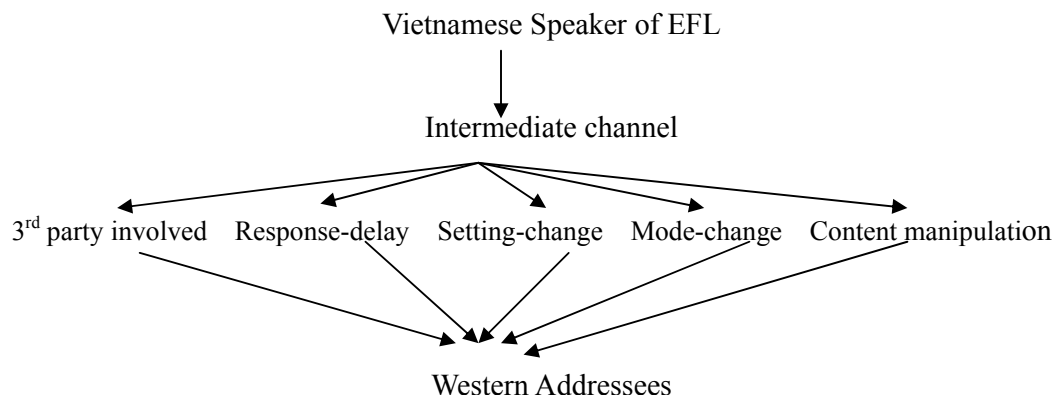 Vietnamese Speaker of EFL
Intermediate channel
3rd party involved Response-delay Setting-change Mode-change Content manipulation
Western Addressees